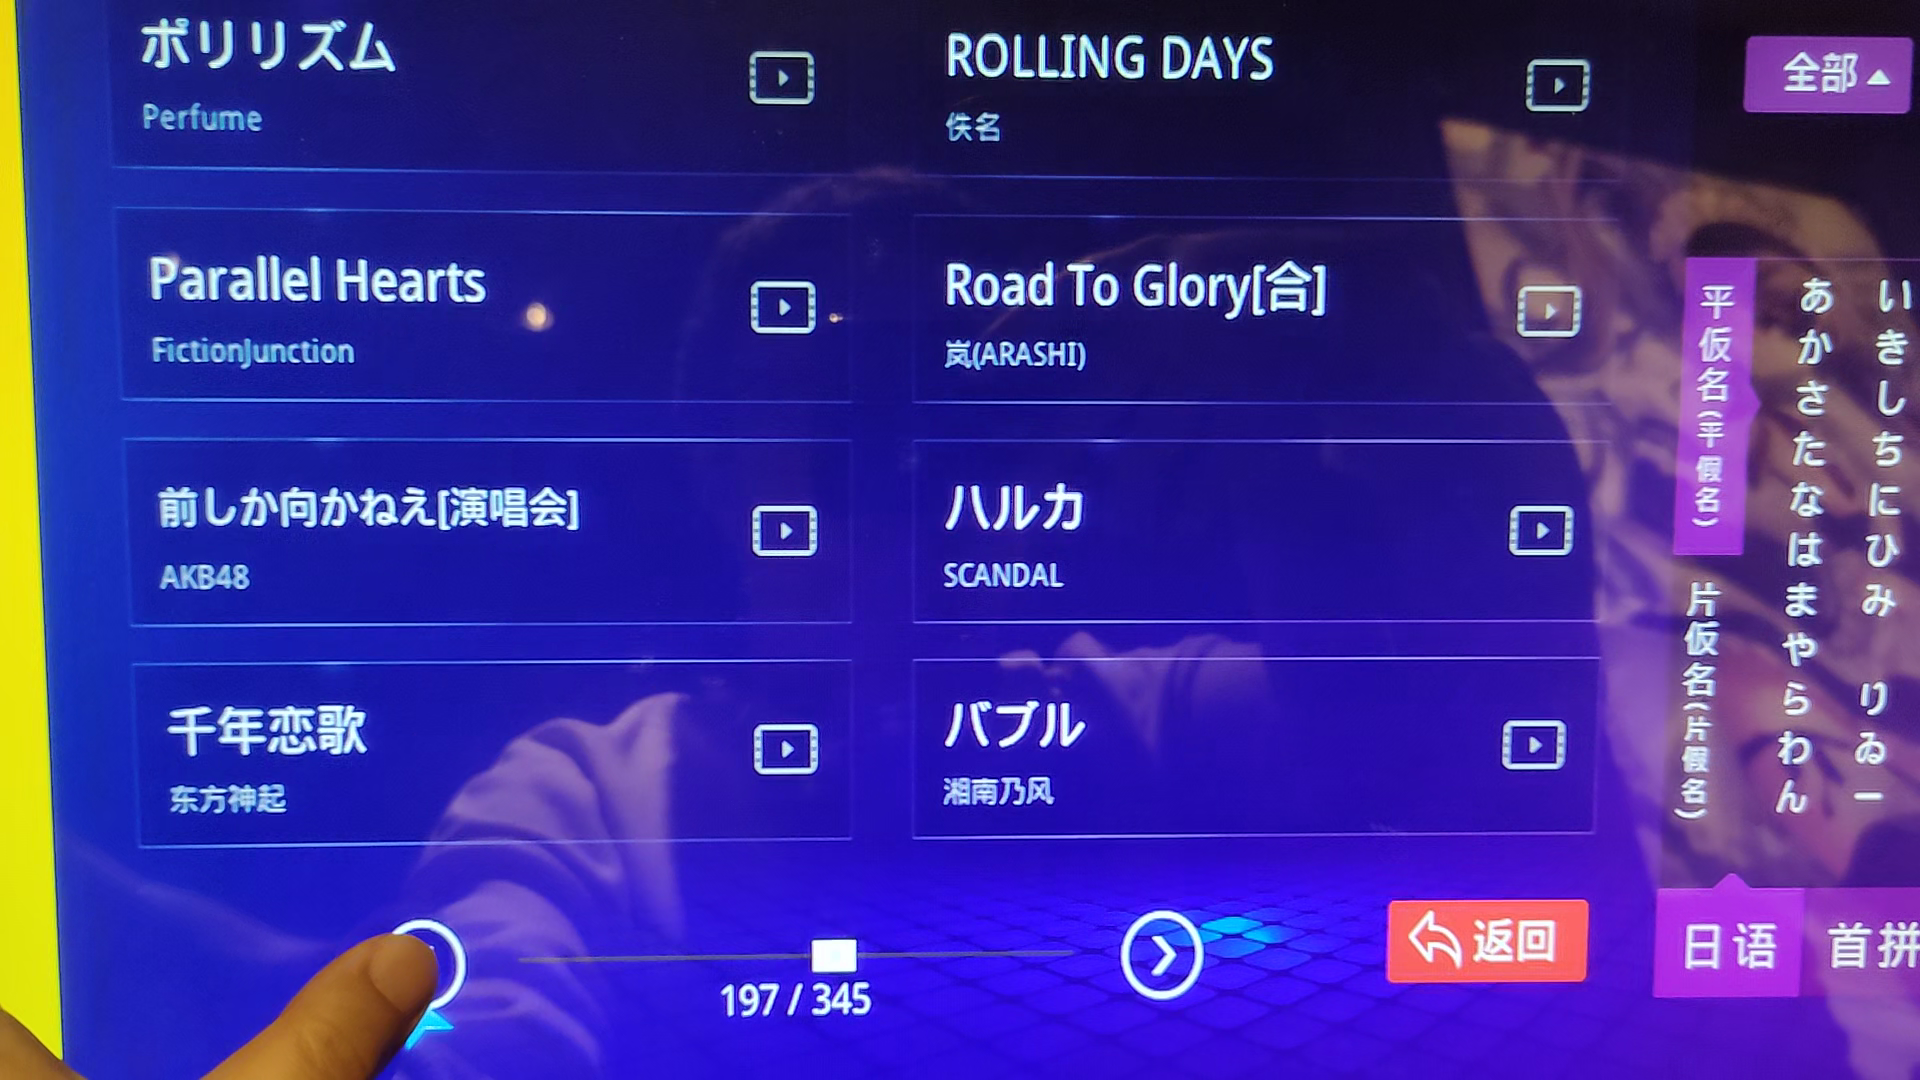 ポリリズム
Perfume
ROLLING DAYS
佚名
Parallel Hearts
FictionJunction
Road To Glory[合]
岚(ARASHI)
前しか向かねえ[演唱会]
AKB48
ハルカ
SCANDAL
千年恋歌
东方神起
バブル
湘南乃风
197 / 345
返回
全部
平仮名(平假名)
片仮名(片假名)
あかさたなはまやらわん
いきしちにひみ りゐー
日语
首拼